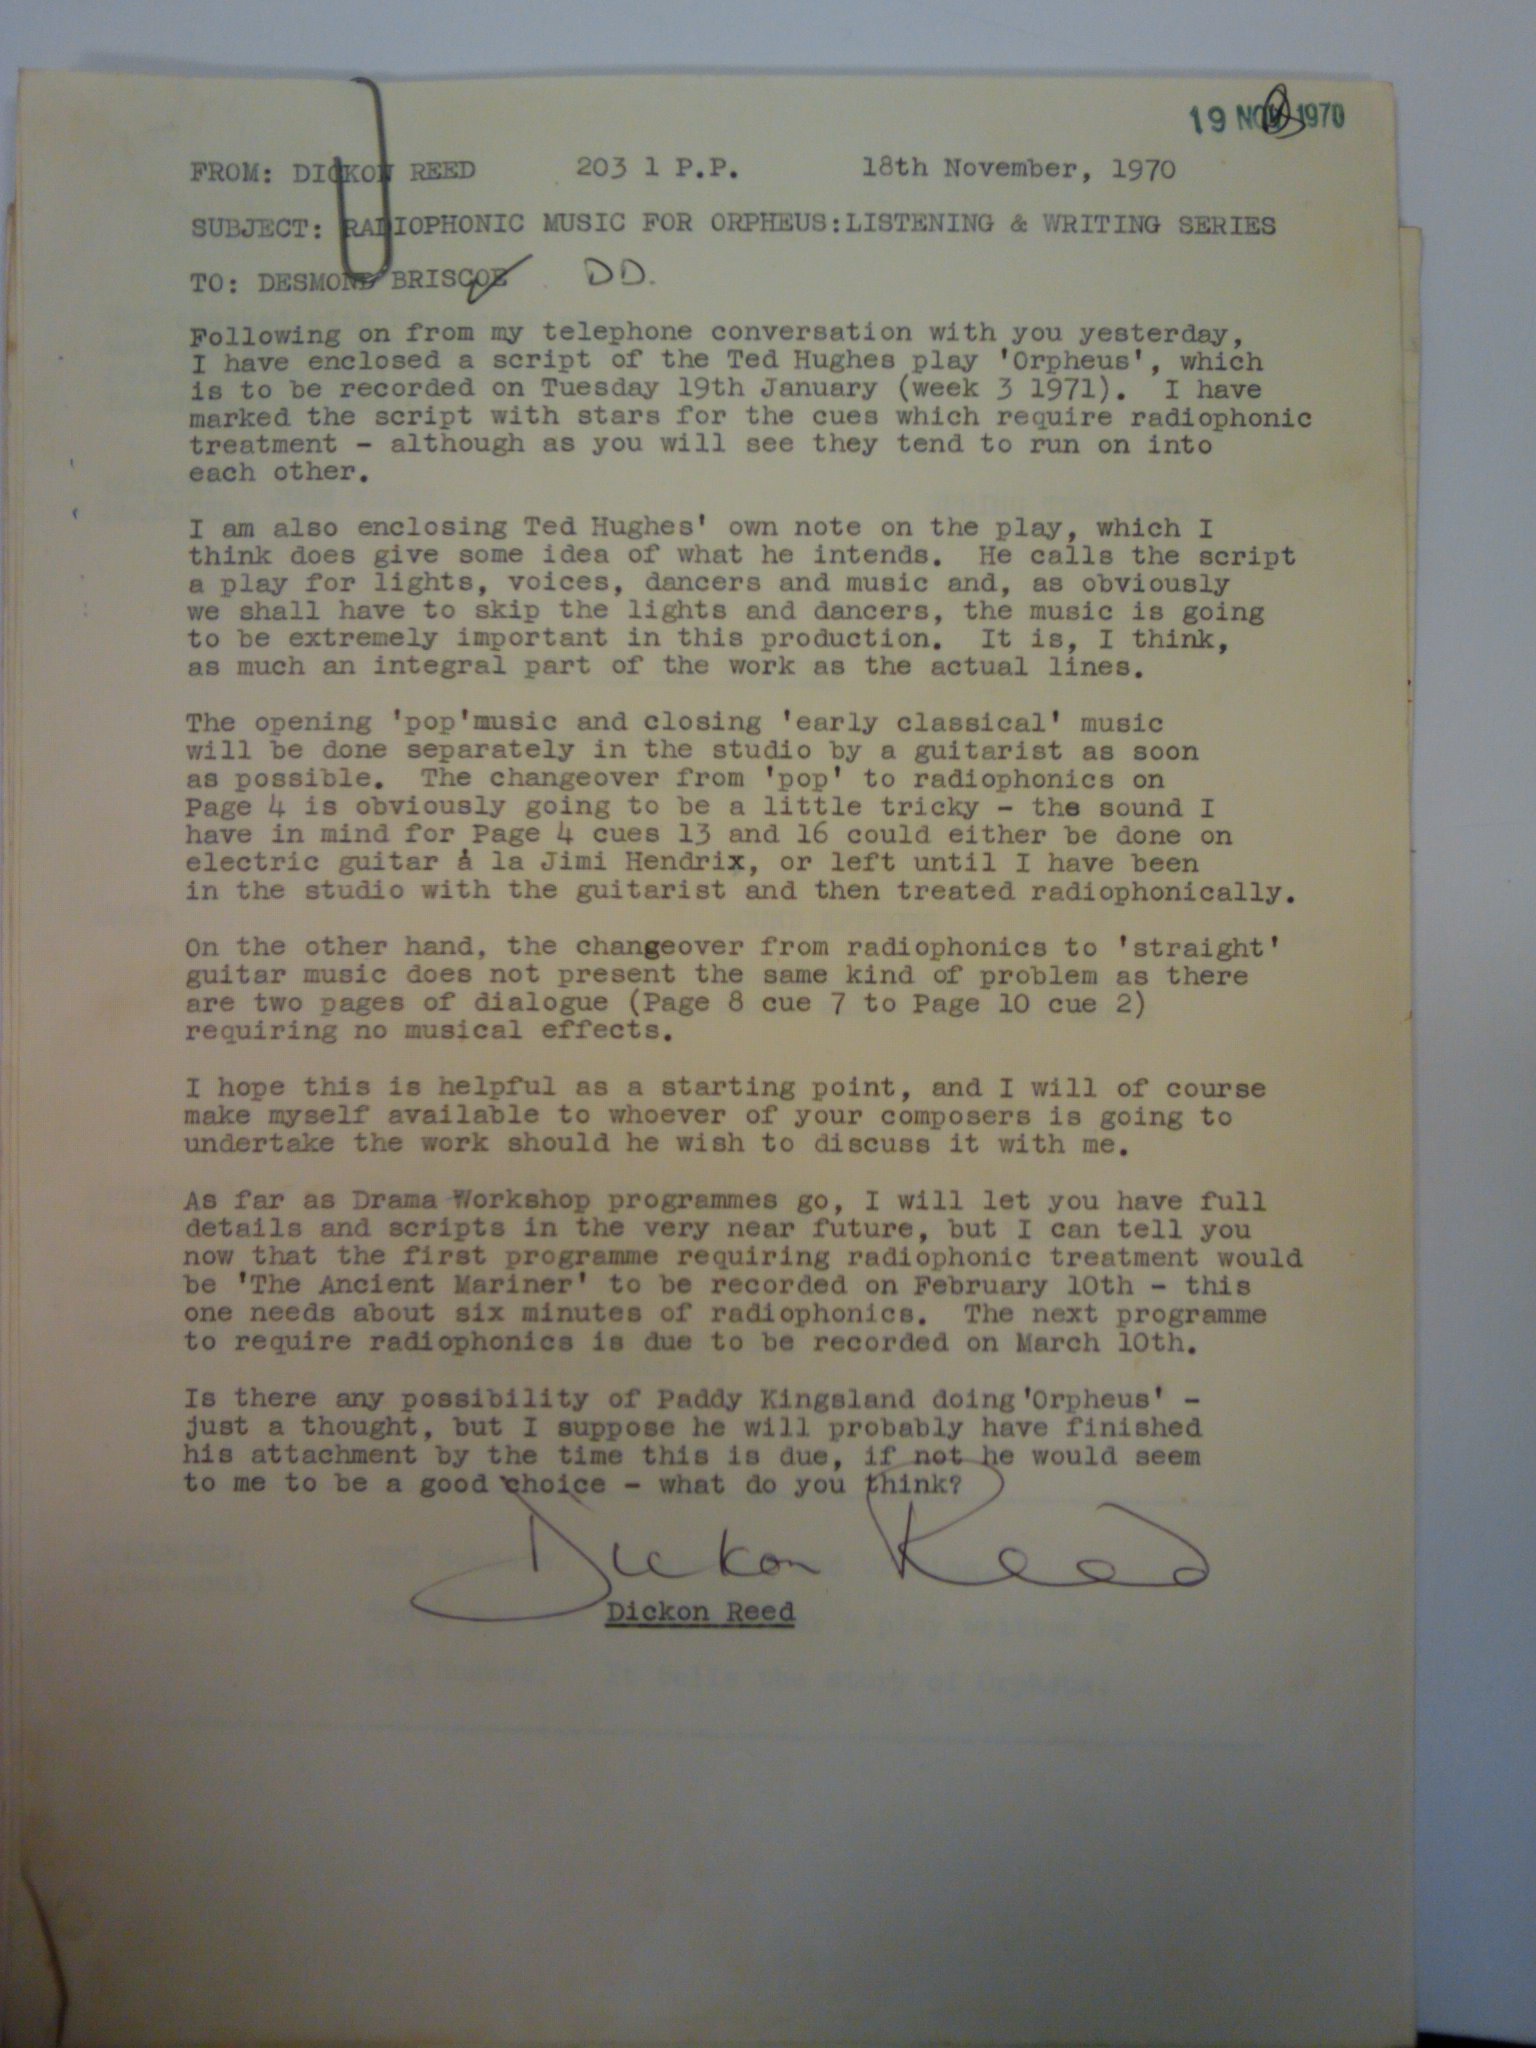 19 NOV 1970
FROM: DICKON REED 203 1 P.P. 18th November, 1970
SUBJECT: RADIOPHONIC MUSIC FOR ORPHEUS:LISTENING & WRITING SERIES
TO: DESMOND BRISCOE DD.
Following on from my telephone conversation with you yesterday,
I have enclosed a script of the Ted Hughes play 'Orpheus', which
is to be recorded on Tuesday 19th January (week 3 1971). I have
marked the script with stars for the cues which require radiophonic
treatment - although as you will see they tend to run on into
each other.
I am also enclosing Ted Hughes' own note on the play, which I
think does give some idea of what he intends. He calls the script
a play for lights, voices, dancers and music and, as obviously
we shall have to skip the lights and dancers, the music is going
to be extremely important in this production. It is, I think,
as much an integral part of the work as the actual lines.
The opening 'pop'music and closing 'early classical' music
will be done separately in the studio by a guitarist as soon
as possible. The changeover from 'pop' to radiophonics on
Page 4 is obviously going to be a little tricky - the sound I
have in mind for Page 4 cues 13 and 16 could either be done on
electric guitar à la Jimi Hendrix, or left until I have been
in the studio with the guitarist and then treated radiophonically.
On the other hand, the changeover from radiophonics to 'straight'
guitar music does not present the same kind of problem as there
are two pages of dialogue (Page 8 cue 7 to Page 10 cue 2)
requiring no musical effects.
I hope this is helpful as a starting point, and I will of course
make myself available to whoever of your composers is going to
undertake the work should he wish to discuss it with me.
As far as Drama Workshop programmes go, I will let you have full
details and scripts in the very near future, but I can tell you
now that the first programme requiring radiophonic treatment would
be 'The Ancient Mariner' to be recorded on February 10th - this
one needs about six minutes of radiophonics. The next programme
to require radiophonics is due to be recorded on March 10th.
Is there any possibility of Paddy Kingsland doing 'Orpheus' -
just a thought, but I suppose he will probably have finished
his attachment by the time this is due, if not he would seem
to me to be a good choice - what do you think?
Dickon Reed
Dickon Reed